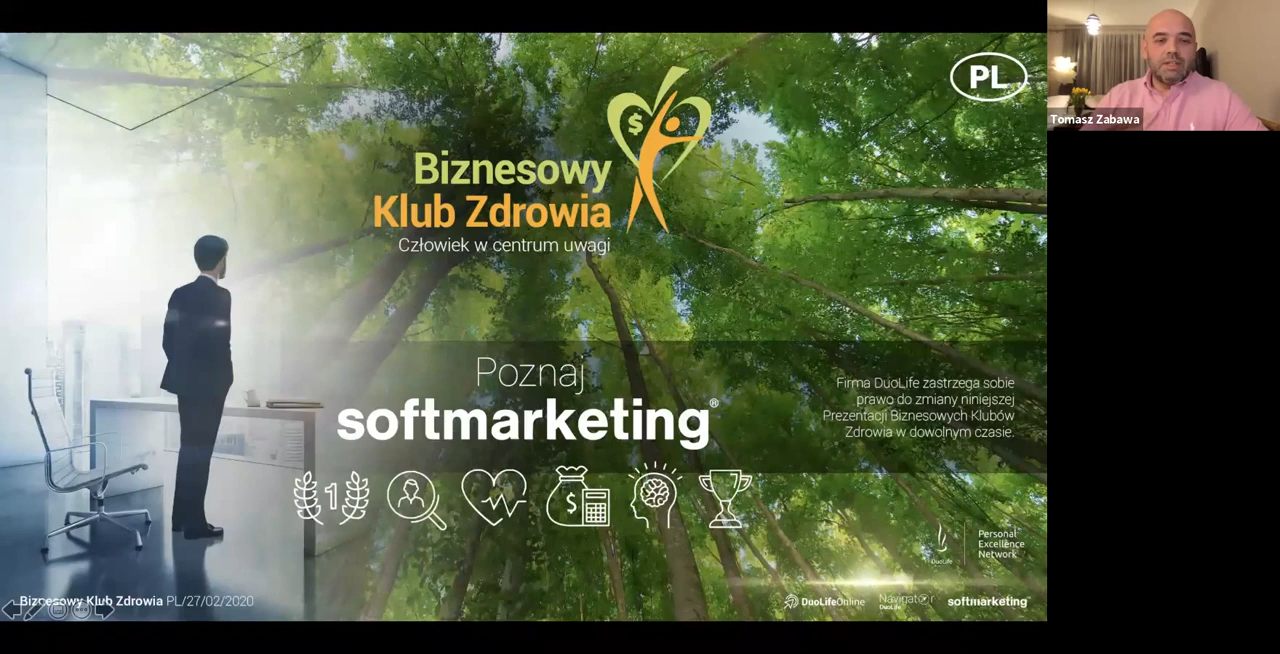 PL
Tomasz Zabawa
$
Biznesowy
Klub Zdrowia
Człowiek w centrum uwagi
Poznaj
softmarketing®
Firma DuoLife zastrzega sobie
prawo do zmiany niniejszej
Prezentacji Biznesowych Klubów
Zdrowia w dowolnym czasie.
1
$
Personal
Excellence
Network
DuoLife
Biznesowy Klub Zdrowia PL/27/02/2020
DuoLifeOnline
Navigator
DuoLife
softmarketing